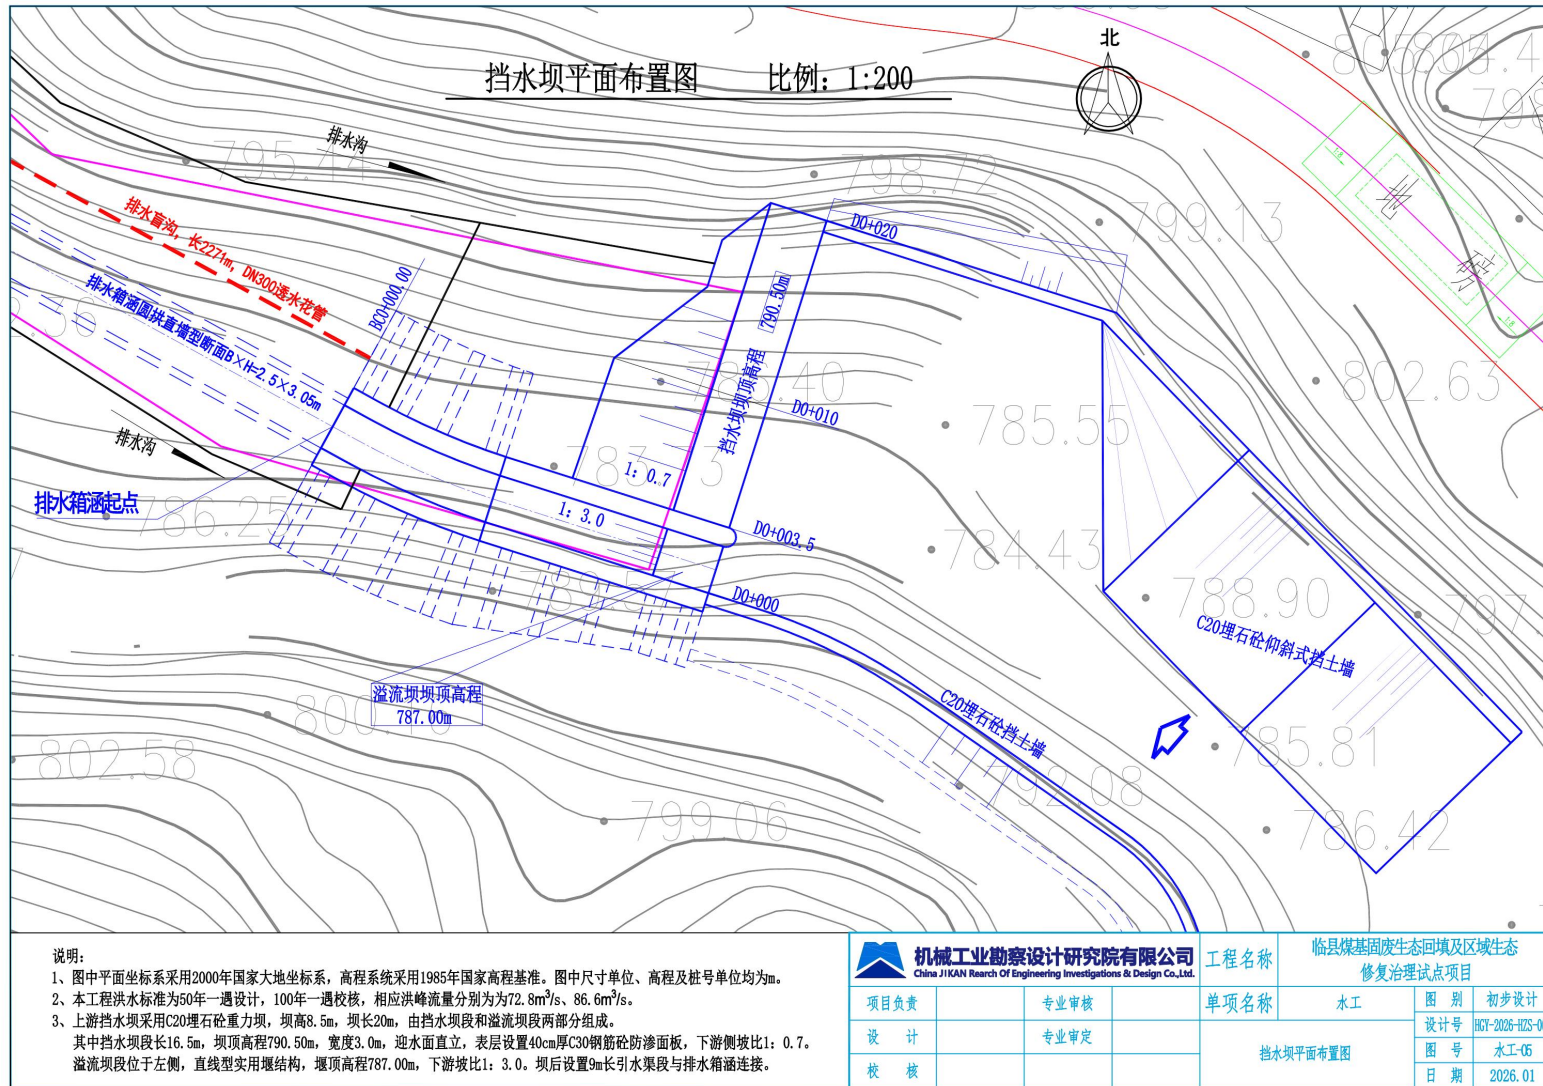 挡水坝平面布置图 比例：1:200
北
805.65
798.72
799.13
795.44
排水沟
排水盲沟，长2271m，DN300透水花管
排水箱涵圆拱直墙型断面B×H=2.5×3.05m
BC0+000.00
D0+020
1:8
790.50m
挡水坝坝顶高程
D0+010
802.63
785.55
排水沟
1: 0.7
1: 3.0
排水箱涵起点
786.25
D0+003.5
784.43
D0+000
788.90
C20埋石砼仰斜式挡土墙
789.57
797
溢流坝坝顶高程
787.00m
C20埋石砼挡土墙
802.58
785.81
792.08
799.06
786.42
1:8
说明：
1、图中平面坐标系采用2000年国家大地坐标系，高程系统采用1985年国家高程基准。图中尺寸单位、高程及桩号单位均为m。
2、本工程洪水标准为50年一遇设计，100年一遇校核，相应洪峰流量分别为为72.8m³/s、86.6m³/s。
3、上游挡水坝采用C20埋石砼重力坝，坝高8.5m，坝长20m，由挡水坝段和溢流坝段两部分组成。
其中挡水坝段长16.5m，坝顶高程790.50m，宽度3.0m，迎水面直立，表层设置40cm厚C30钢筋砼防渗面板，下游侧坡比1: 0.7。
溢流坝段位于左侧，直线型实用堰结构，堰顶高程787.00m，下游坡比1: 3.0。坝后设置9m长引水渠段与排水箱涵连接。
机械工业勘察设计研究院有限公司
China JIKAN Rearch Of Engineering Investigations & Design Co.,Ltd.
工程名称
临县煤基固废生态回填及区域生态
修复治理试点项目
项目负责 专业审核
单项名称 水工 图 别 初步设计
设 计 专业审定
设计号 HGY-2026-HZS-0
挡水坝平面布置图
图 号 水工-05
校 核
日 期 2026.01